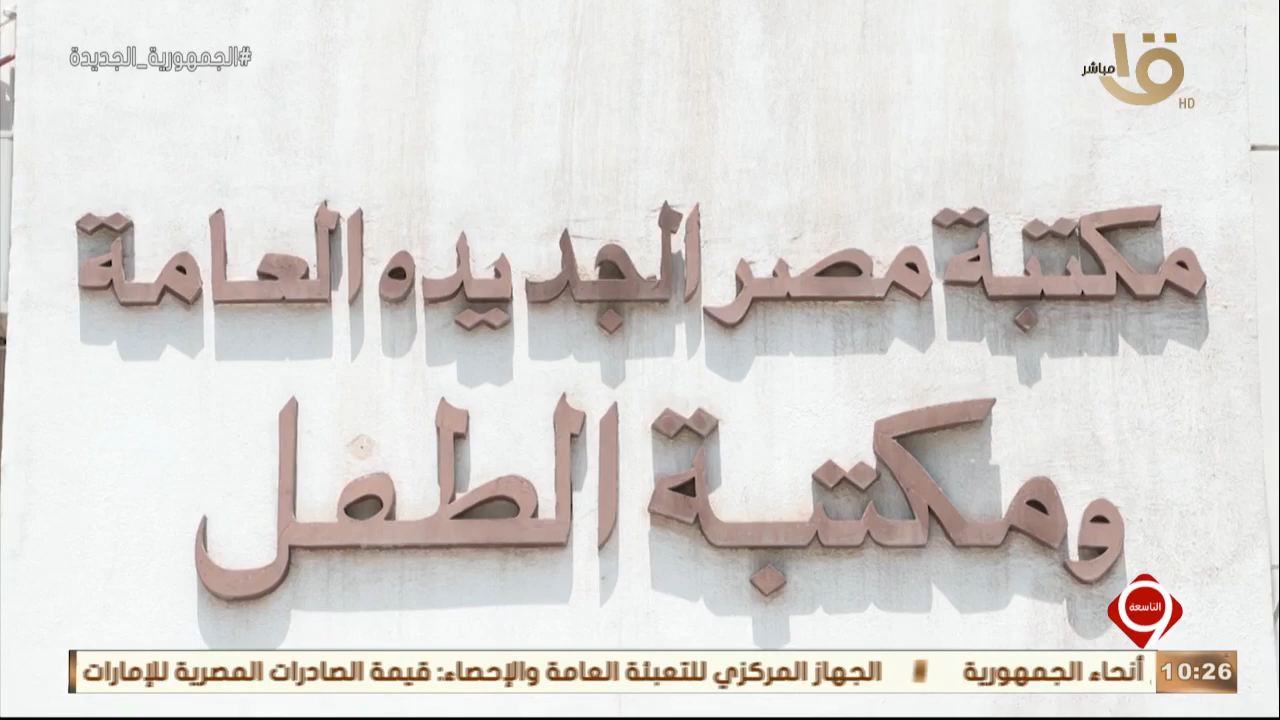 #الجمهورية_الجديدة
مباشر
HD
مكتبة مصر الجديده العامة
ومكتبة الطفل
التاسعة
9
10:26 أنحاء الجمهورية الجهاز المركزي للتعبئة العامة والإحصاء: قيمة الصادرات المصرية للإمارات